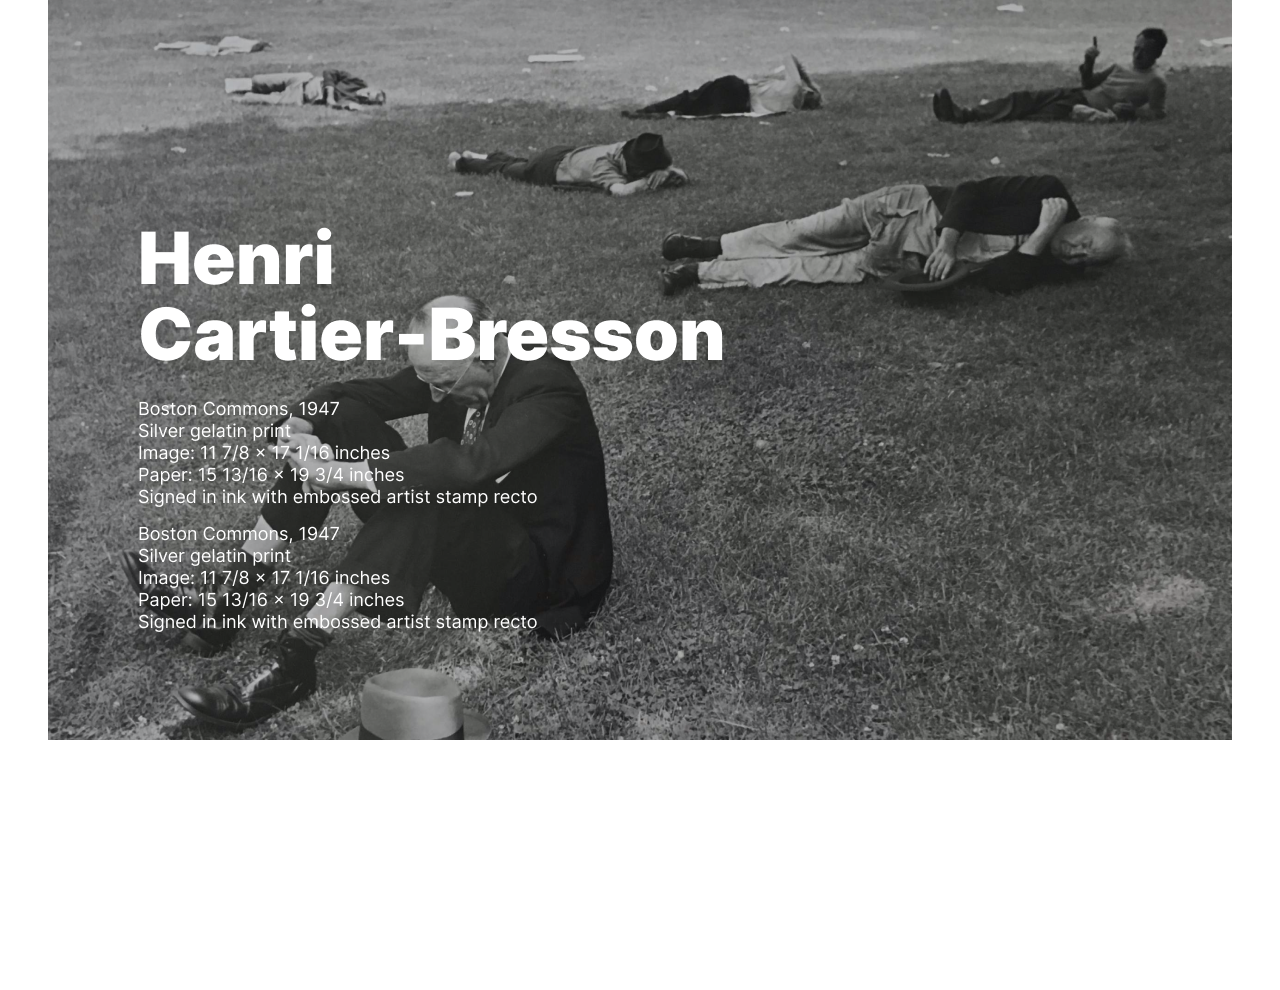 Henri
Cartier-Bresson
Boston Commons, 1947
Silver gelatin print
Image: 11 7/8 × 17 1/16 inches
Paper: 15 13/16 × 19 3/4 inches
Signed in ink with embossed artist stamp recto
Boston Commons, 1947
Silver gelatin print
Image: 11 7/8 × 17 1/16 inches
Paper: 15 13/16 × 19 3/4 inches
Signed in ink with embossed artist stamp recto